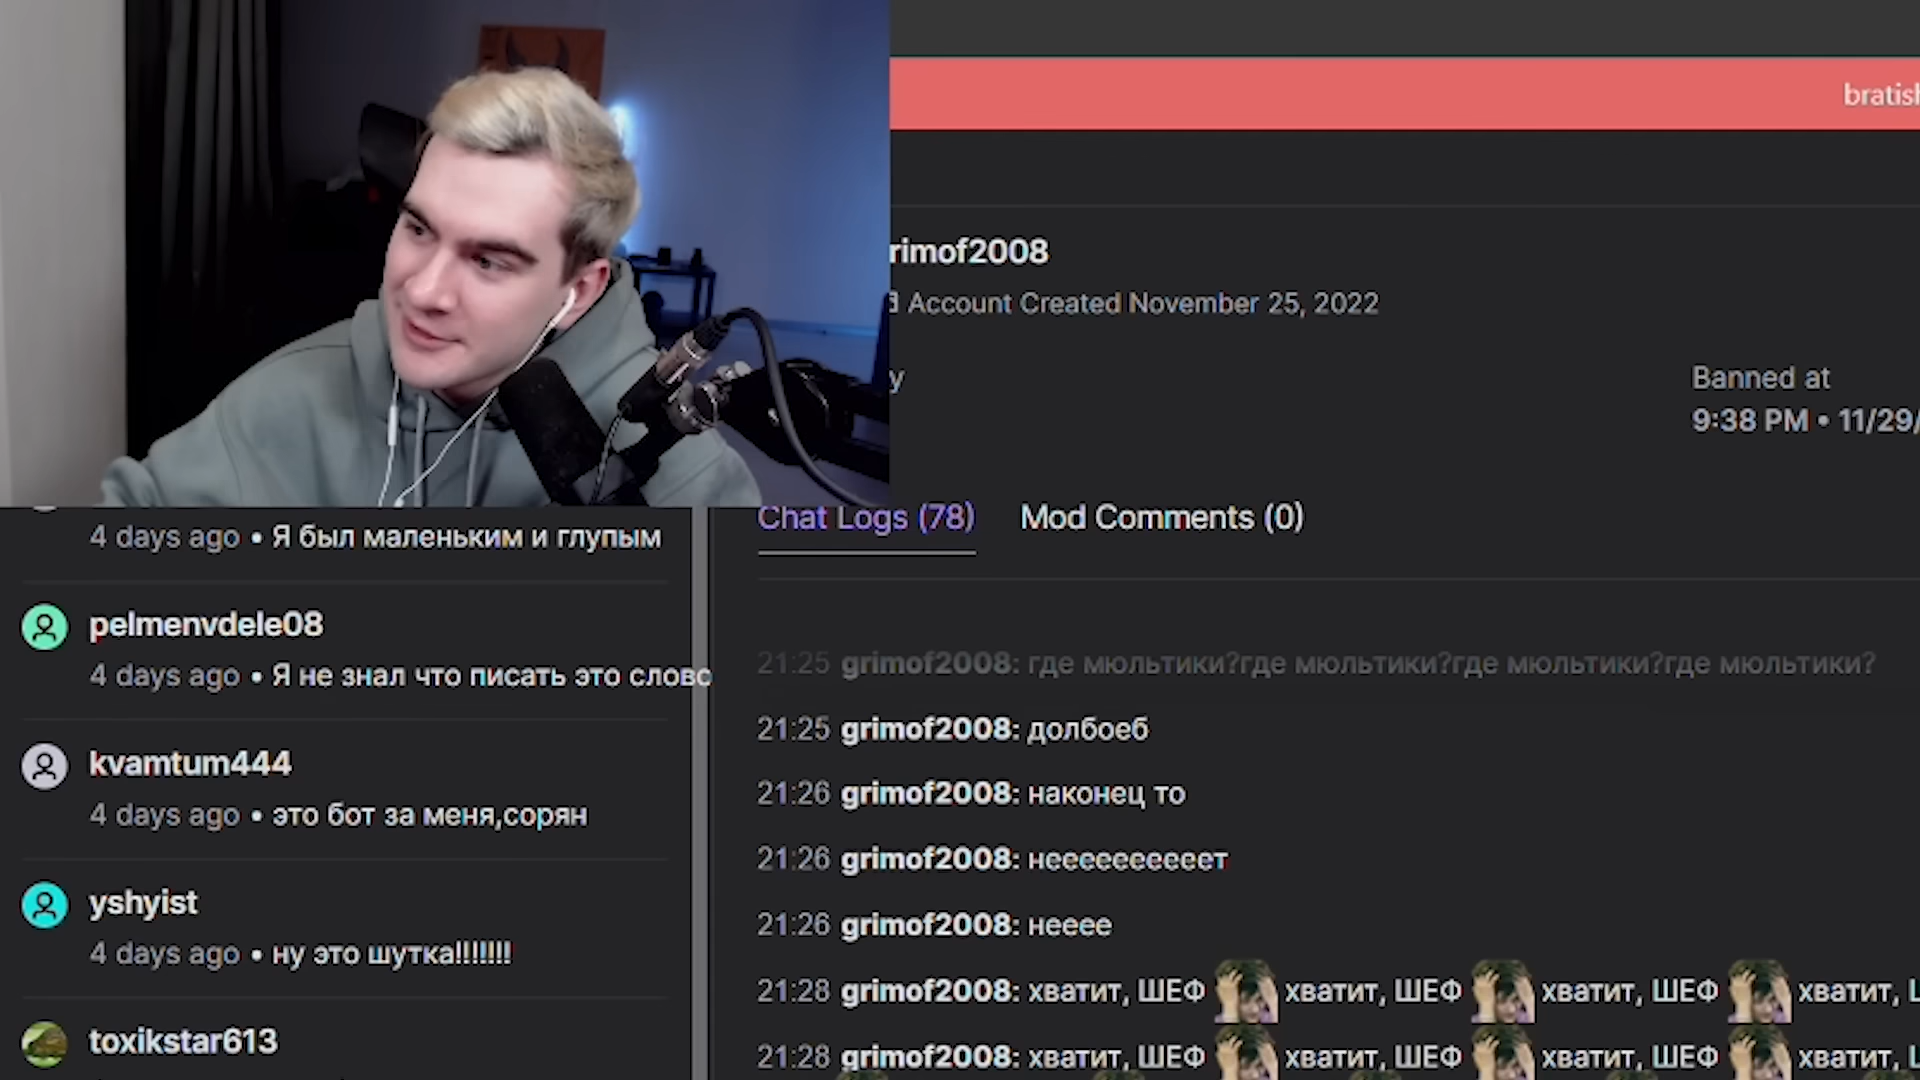 bratish
rimof2008
Account Created November 25, 2022
y
Banned at
9:38 PM • 11/29/
Chat Logs (78)
Mod Comments (0)
4 days ago • Я был маленьким и глупым
pelmenvdele08
4 days ago • Я не знал что писать это слово
kvamtum444
4 days ago • это бот за меня,сорян
yshyist
4 days ago • ну это шутка!!!!!!!
toxikstar613
21:25 grimof2008: где мюльтики?где мюльтики?где мюльтики?где мюльтики?
21:25 grimof2008: долбоеб
21:26 grimof2008: наконец то
21:26 grimof2008: неееееееееет
21:26 grimof2008: нееее
21:28 grimof2008: хватит, ШЕФ хватит, ШЕФ хватит, ШЕФ хватит,
21:28 grimof2008: хватит, ШЕФ хватит, ШЕФ хватит, ШЕФ хватит,